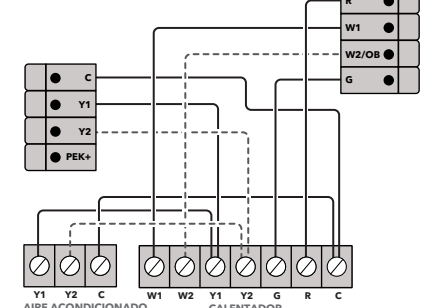 R
W1
W2/OB
G
C
Y1
Y2
PEK+
Y1 Y2 C W1 W2 Y1 Y2 G R C
AIRE ACONDICIONADO CALENTADOR